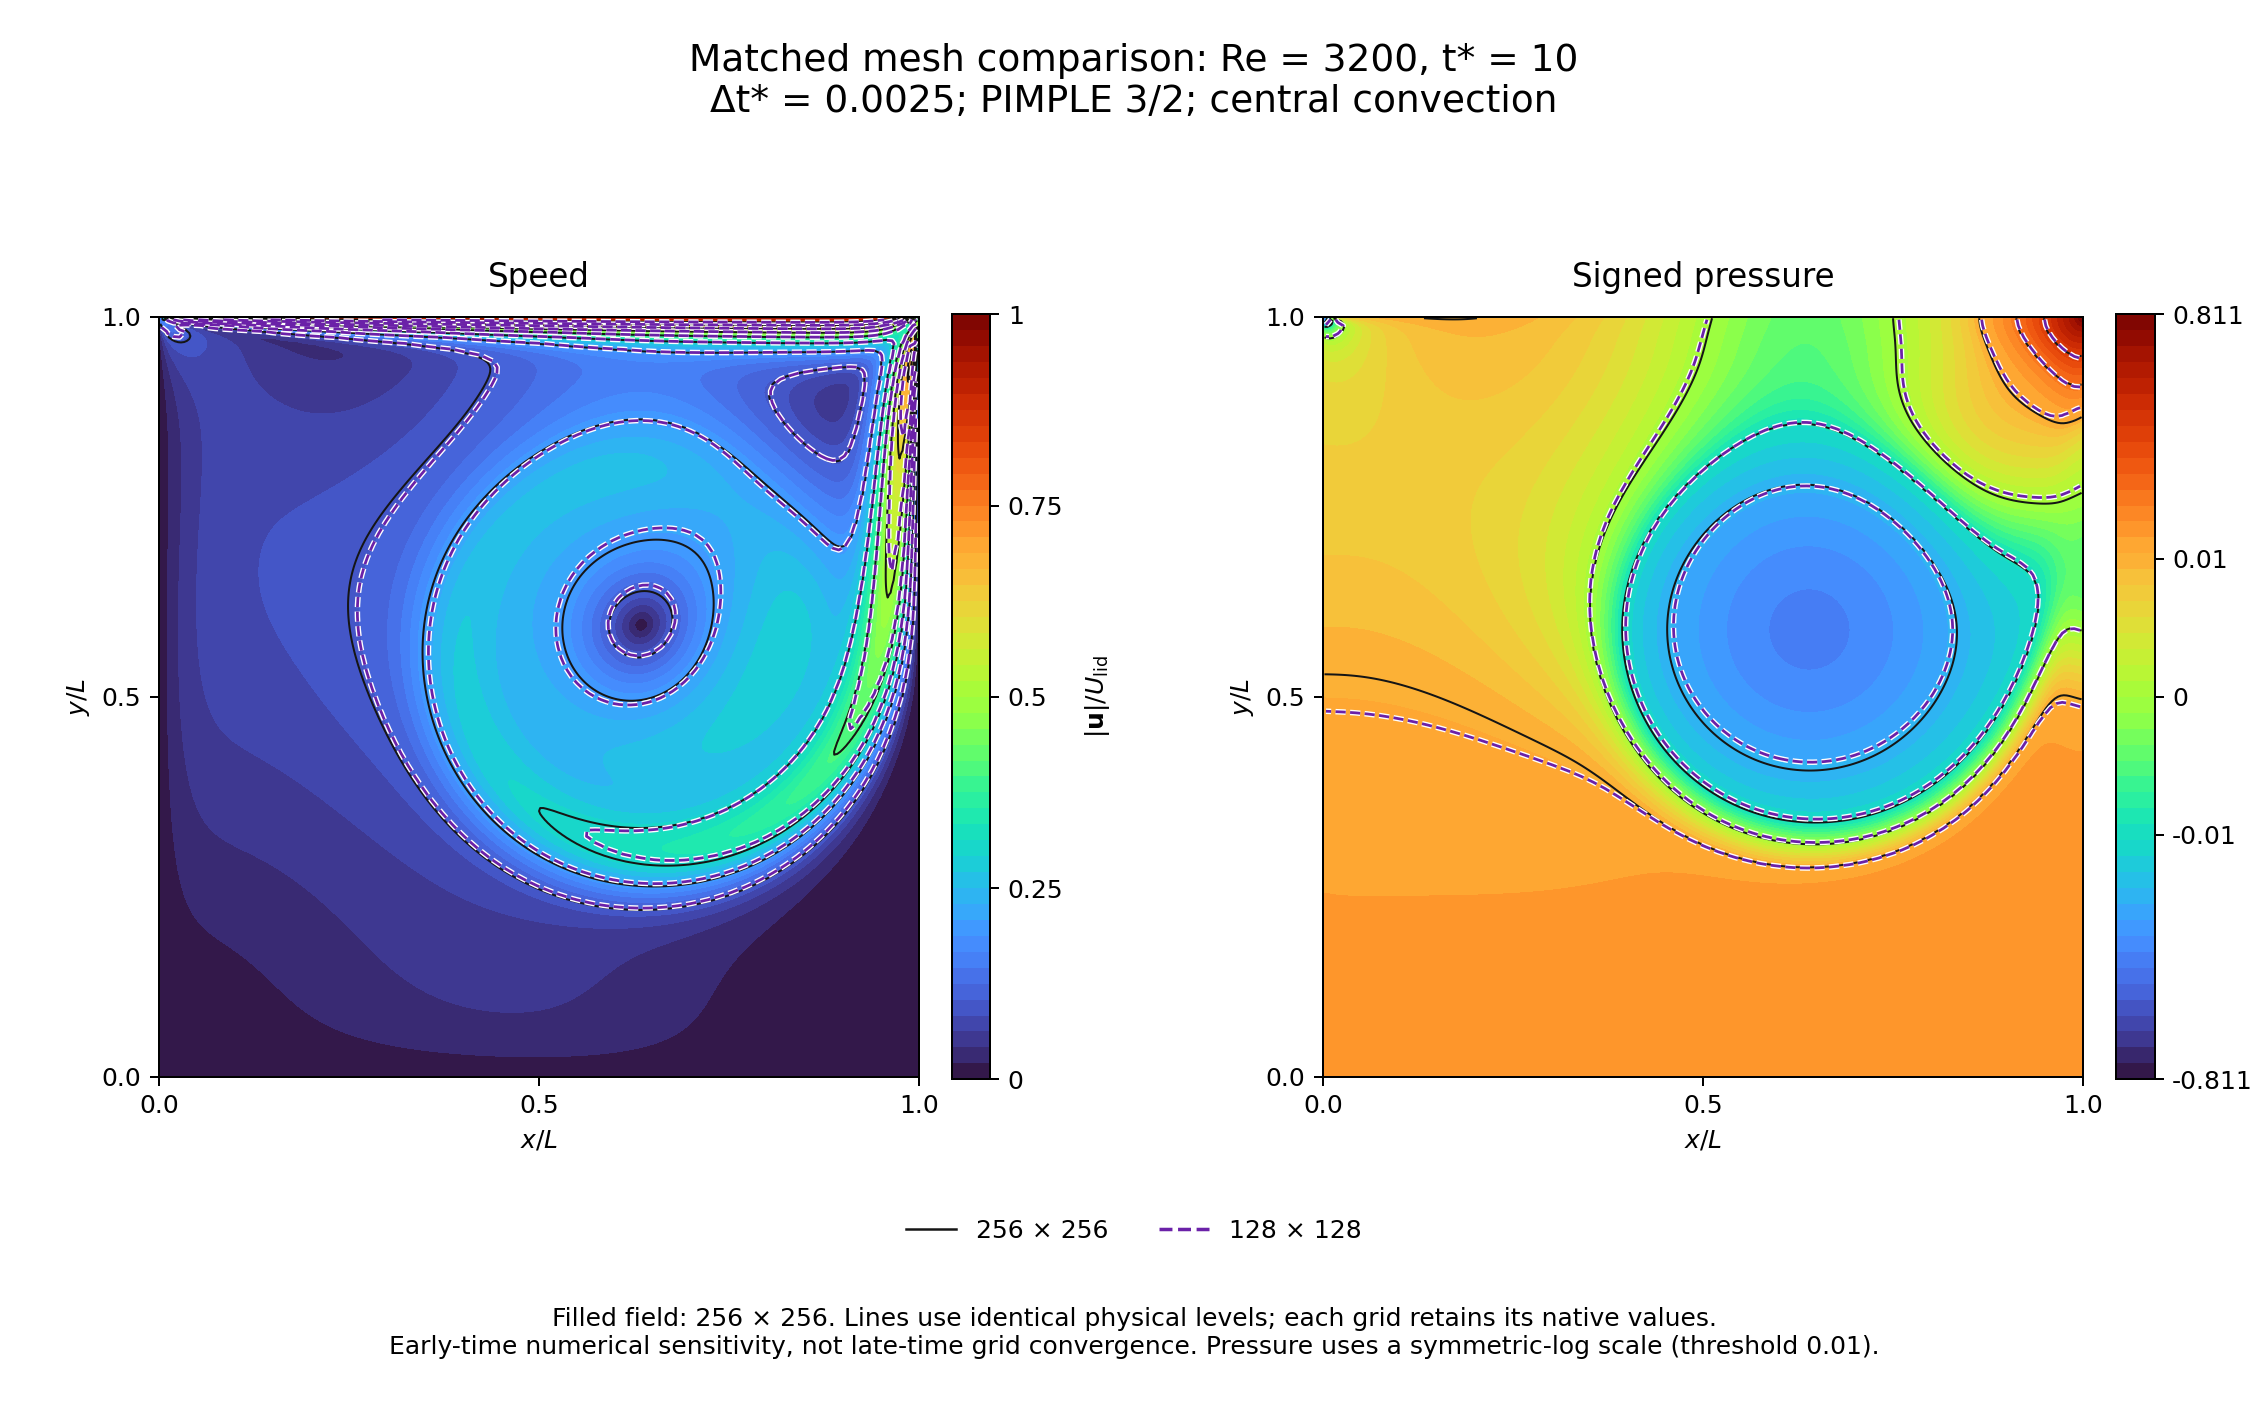 Matched mesh comparison: Re = 3200, t* = 10
Δt* = 0.0025; PIMPLE 3/2; central convection
Speed
1.0
0.5
0.0
y/L
0.0
0.5
1.0
x/L
1
0.75
0.5
0.25
0
|u|/U_lid
Signed pressure
1.0
0.5
0.0
y/L
0.0
0.5
1.0
x/L
0.811
0.01
0
-0.01
-0.811
256 × 256
128 × 128
Filled field: 256 × 256. Lines use identical physical levels; each grid retains its native values.
Early-time numerical sensitivity, not late-time grid convergence. Pressure uses a symmetric-log scale (threshold 0.01).